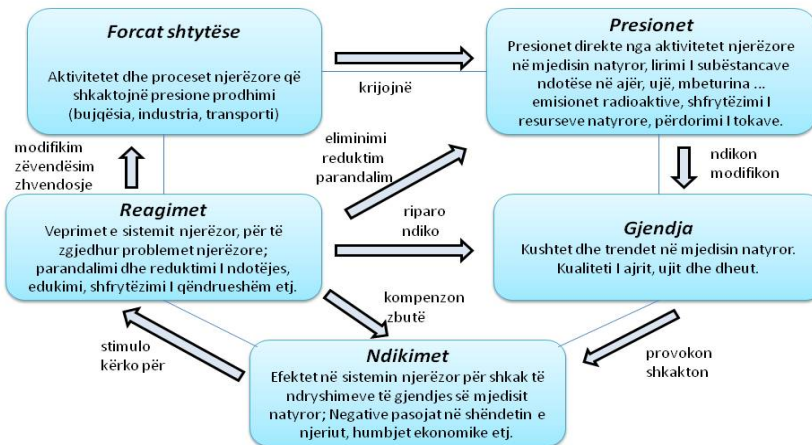 Forcat shtytëse
Aktivitetet dhe proceset njerëzore që
shkaktojnë presione prodhimi
(bujqësia, industria, transporti)
krijojnë
Presionet
Presionet direkte nga aktivitetet njerëzore
në mjedisin natyror, lirimi I subëstancave
ndotëse në ajër, ujë, mbeturina ...
emisionet radioaktive, shfrytëzimi I
resurseve natyrore, përdorimi I tokave.
modifikim
zëvendësim
zhvendosje
eliminimi
reduktim
parandalim
ndikon
modifikon
Reagimet
Veprimet e sistemit njerëzor, për të
zgjedhur problemet njerëzore;
parandalimi dhe reduktimi I ndotëjes,
edukimi, shfrytëzimi I qëndrueshëm etj.
riparo
ndiko
Gjendja
Kushtet dhe trendet në mjedisin natyror.
Kualiteti I ajrit, ujit dhe dheut.
kompenzon
zbutë
stimulo
kërko për
provokon
shkakton
Ndikimet
Efektet në sistemin njerëzor për shkak të
ndryshimeve të gjendjes së mjedisit
natyror; Negative pasojat në shëndetin e
njeriut, humbjet ekonomike etj.